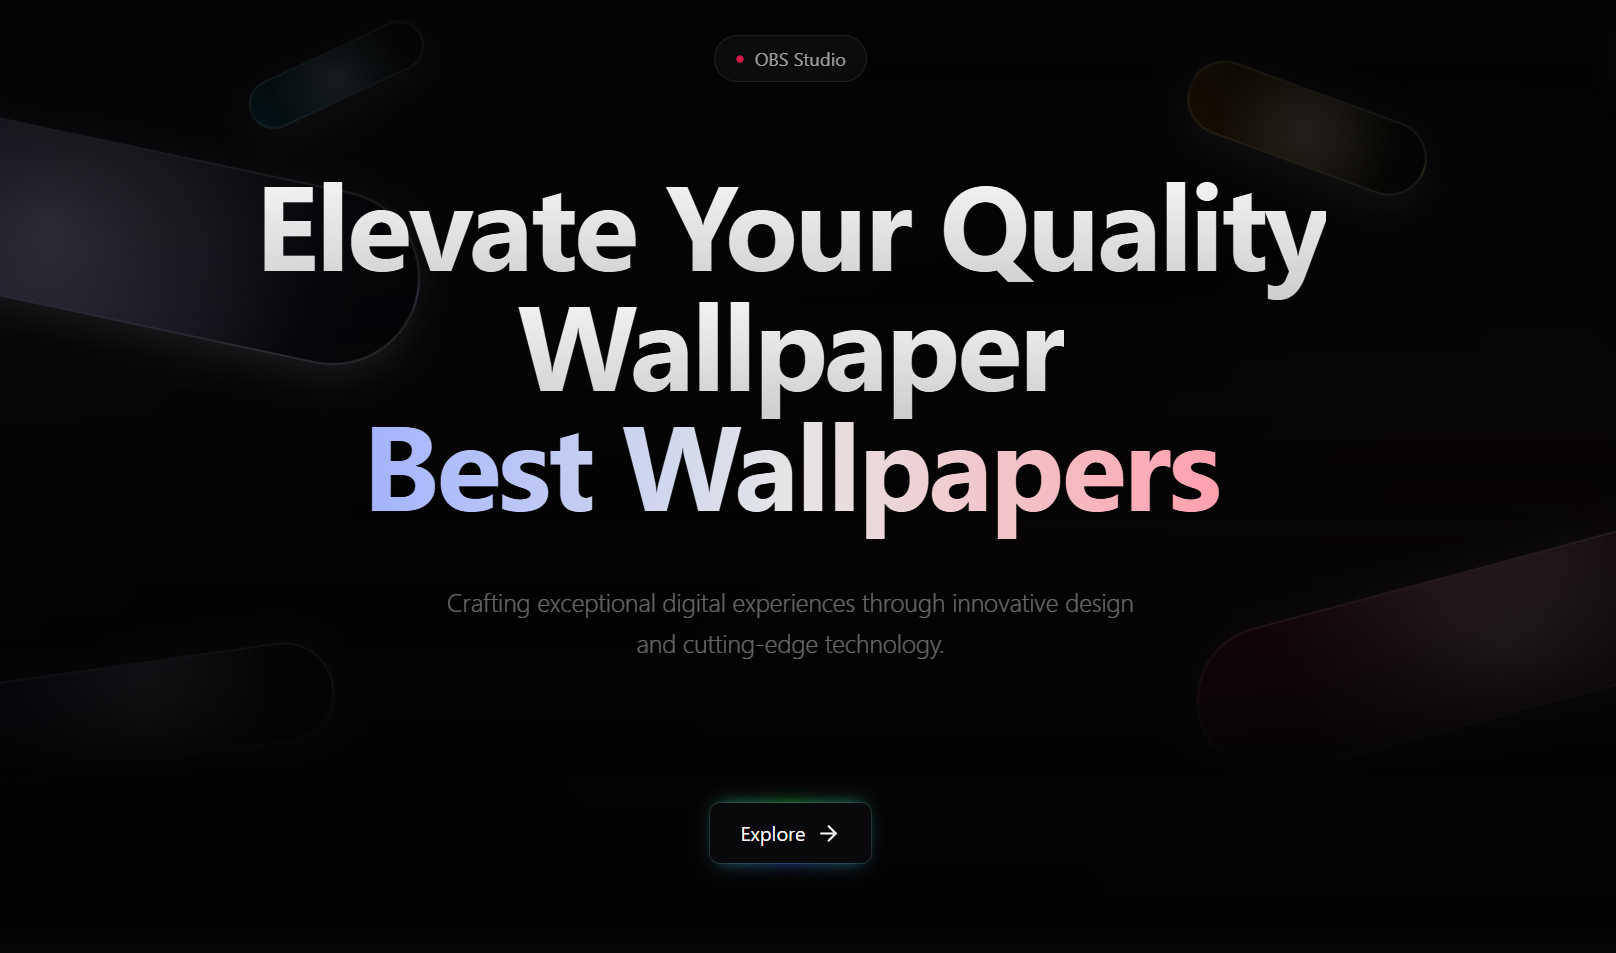 OBS Studio
Elevate Your Quality
Wallpaper
Best Wallpapers
Crafting exceptional digital experiences through innovative design
and cutting-edge technology.
Explore